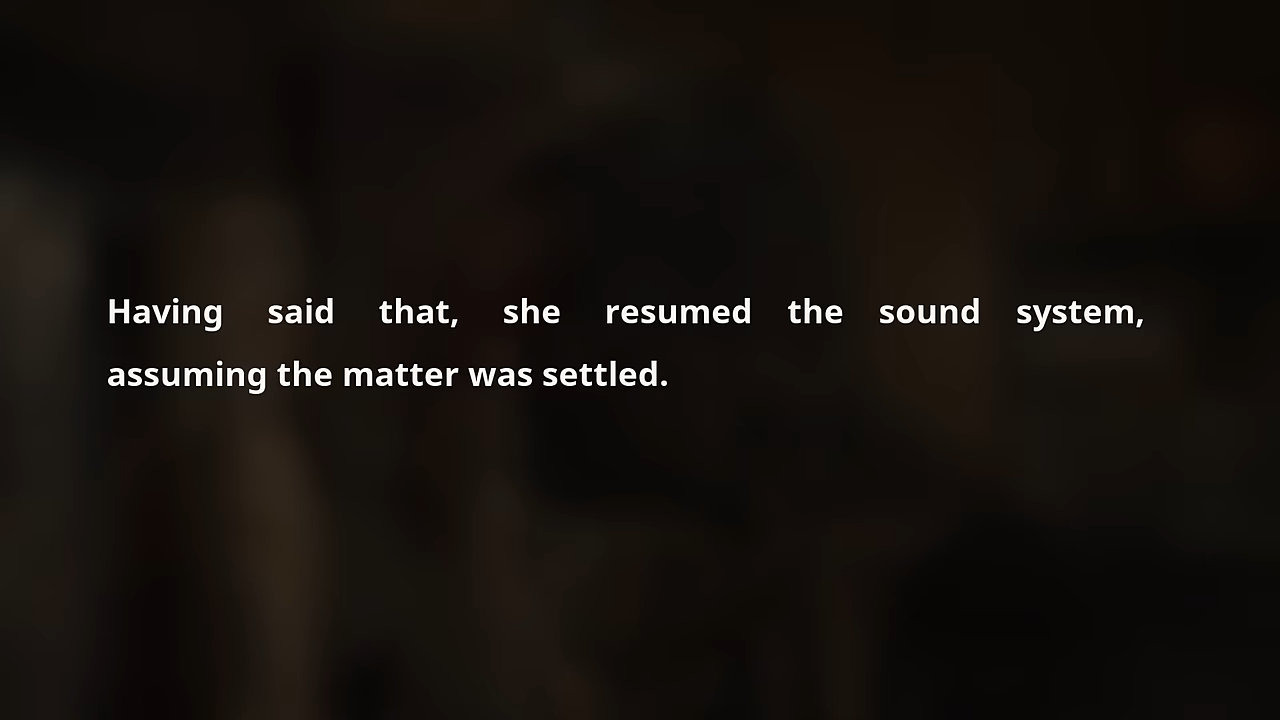 Having said that, she resumed the sound system,
assuming the matter was settled.